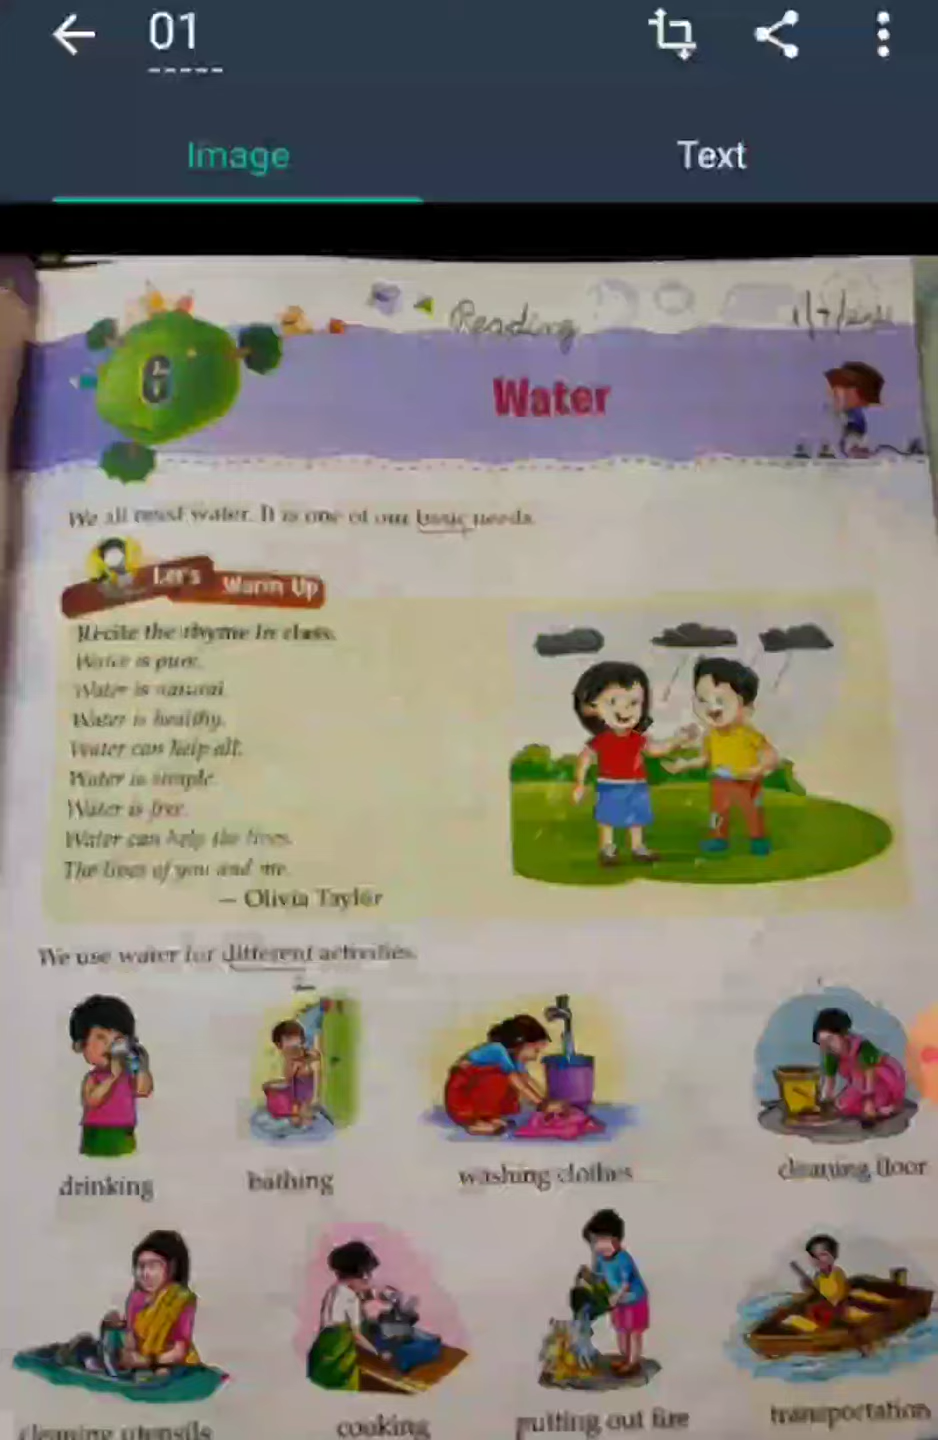 01
Image Text
Reading
6
Water
We all need water. It is one of our basic needs.
Let's Warm Up
Recite the rhyme in class.
Water is pure.
Water is natural.
Water is healthy.
Water can help all.
Water is simple.
Water is free.
Water can help the lives.
The lives of you and me.
— Olivia Taylor
We use water for different activities.
drinking bathing washing clothes cleaning floor
cleaning utensils cooking putting out fire transportation